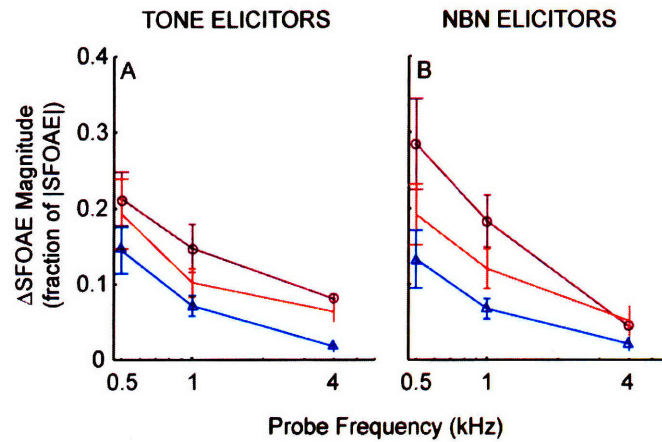 TONE ELICITORS
NBN ELICITORS
A
B
0.4
0.3
0.2
0.1
0
ΔSFOAE Magnitude
(fraction of |SFOAE|)
0.5 1 4
0.5 1 4
Probe Frequency (kHz)